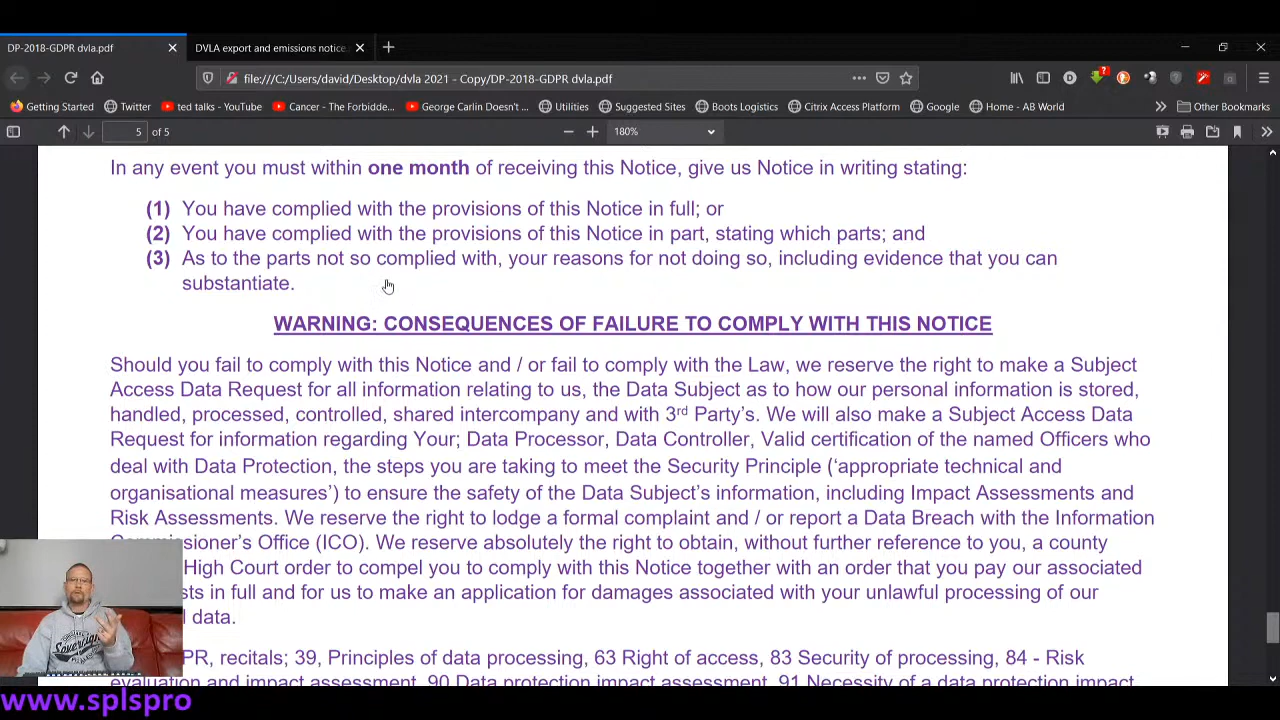 DP-2018-GDPR dvla.pdf
DVLA export and emissions notice
file:///C:/Users/david/Desktop/dvla 2021 - Copy/DP-2018-GDPR dvla.pdf
Getting Started Twitter ted talks - YouTube Cancer - The Forbidde... George Carlin Doesn't ... Utilities Suggested Sites Boots Logistics Citrix Access Platform Google Home - AB World Other Bookmarks
5 of 5 180%
In any event you must within one month of receiving this Notice, give us Notice in writing stating:
(1) You have complied with the provisions of this Notice in full; or
(2) You have complied with the provisions of this Notice in part, stating which parts; and
(3) As to the parts not so complied with, your reasons for not doing so, including evidence that you can
substantiate.
WARNING: CONSEQUENCES OF FAILURE TO COMPLY WITH THIS NOTICE
Should you fail to comply with this Notice and / or fail to comply with the Law, we reserve the right to make a Subject
Access Data Request for all information relating to us, the Data Subject as to how our personal information is stored,
handled, processed, controlled, shared intercompany and with 3rd Party's. We will also make a Subject Access Data
Request for information regarding Your; Data Processor, Data Controller, Valid certification of the named Officers who
deal with Data Protection, the steps you are taking to meet the Security Principle ('appropriate technical and
organisational measures') to ensure the safety of the Data Subject's information, including Impact Assessments and
Risk Assessments. We reserve the right to lodge a formal complaint and / or report a Data Breach with the Information
Commissioner's Office (ICO). We reserve absolutely the right to obtain, without further reference to you, a county
High Court order to compel you to comply with this Notice together with an order that you pay our associated
sts in full and for us to make an application for damages associated with your unlawful processing of our
data.
PR, recitals; 39, Principles of data processing, 63 Right of access, 83 Security of processing, 84 - Risk
evaluation and impact assessment, 90 Data protection impact assessment, 91 Necessity of a data protection impact
Sovereign
www.splspro